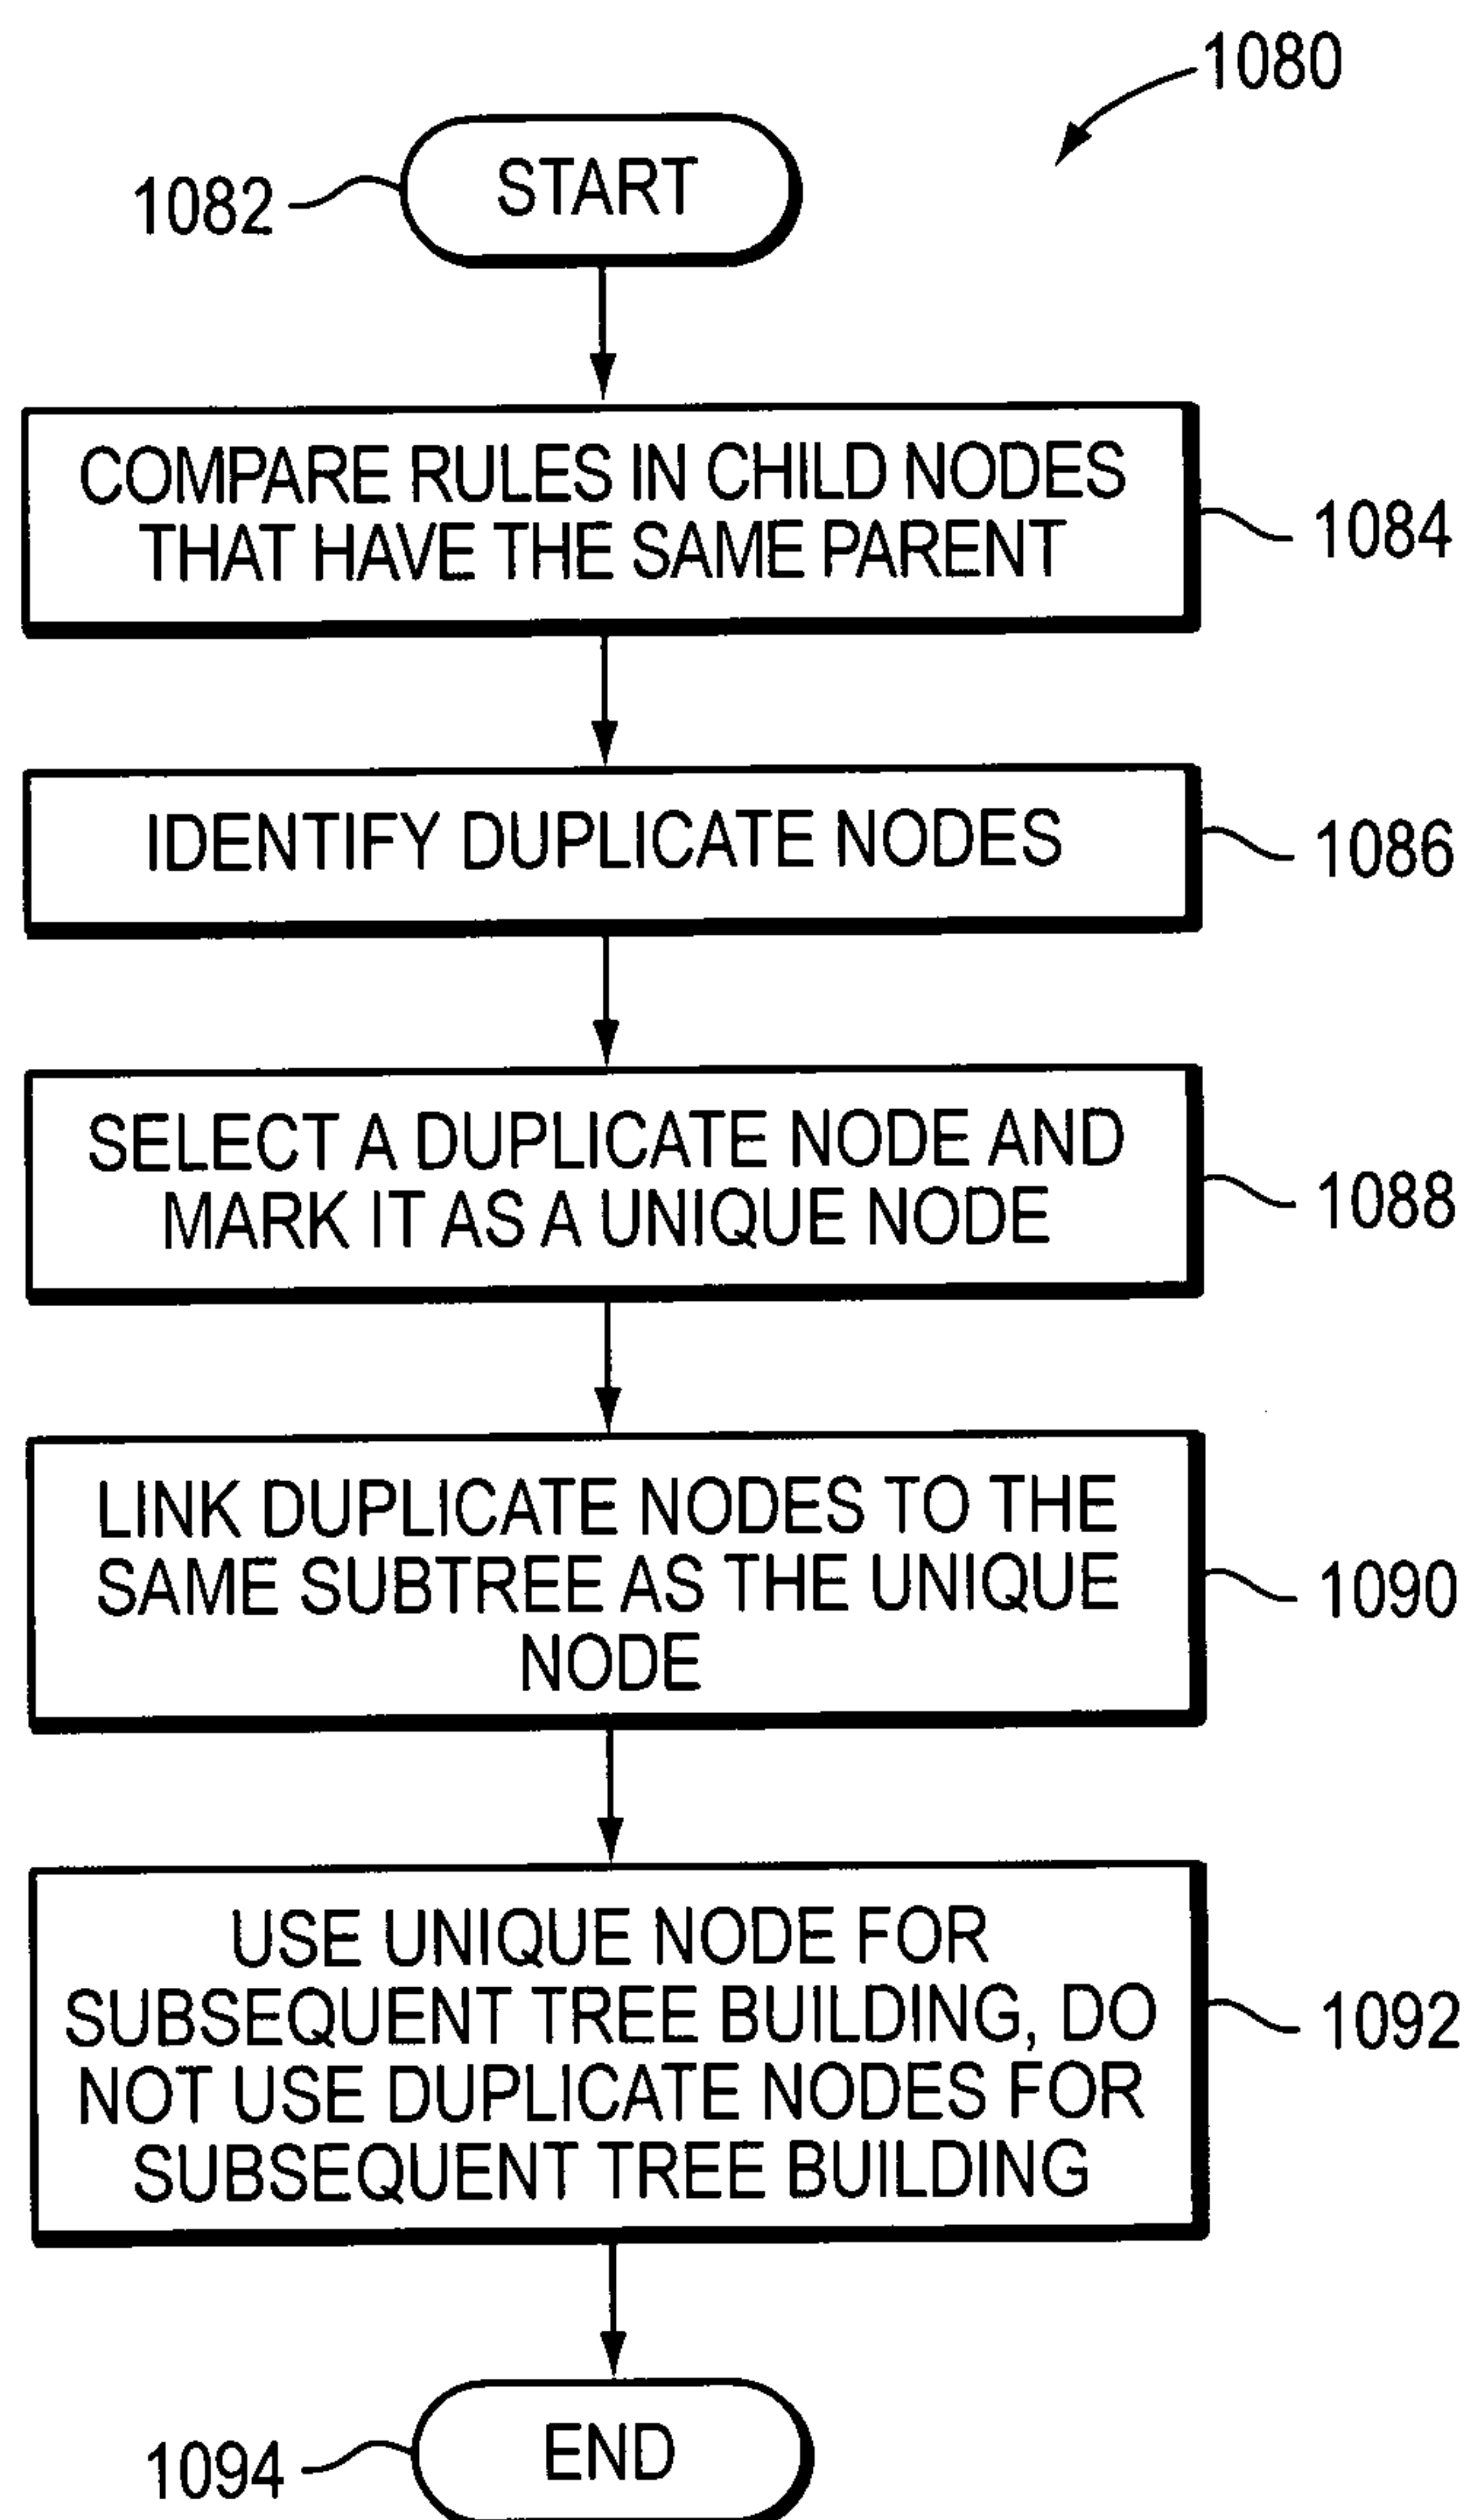 1080
1082
START
COMPARE RULES IN CHILD NODES
THAT HAVE THE SAME PARENT
1084
IDENTIFY DUPLICATE NODES
1086
SELECT A DUPLICATE NODE AND
MARK IT AS A UNIQUE NODE
1088
LINK DUPLICATE NODES TO THE
SAME SUBTREE AS THE UNIQUE
NODE
1090
USE UNIQUE NODE FOR
SUBSEQUENT TREE BUILDING, DO
NOT USE DUPLICATE NODES FOR
SUBSEQUENT TREE BUILDING
1092
END
1094